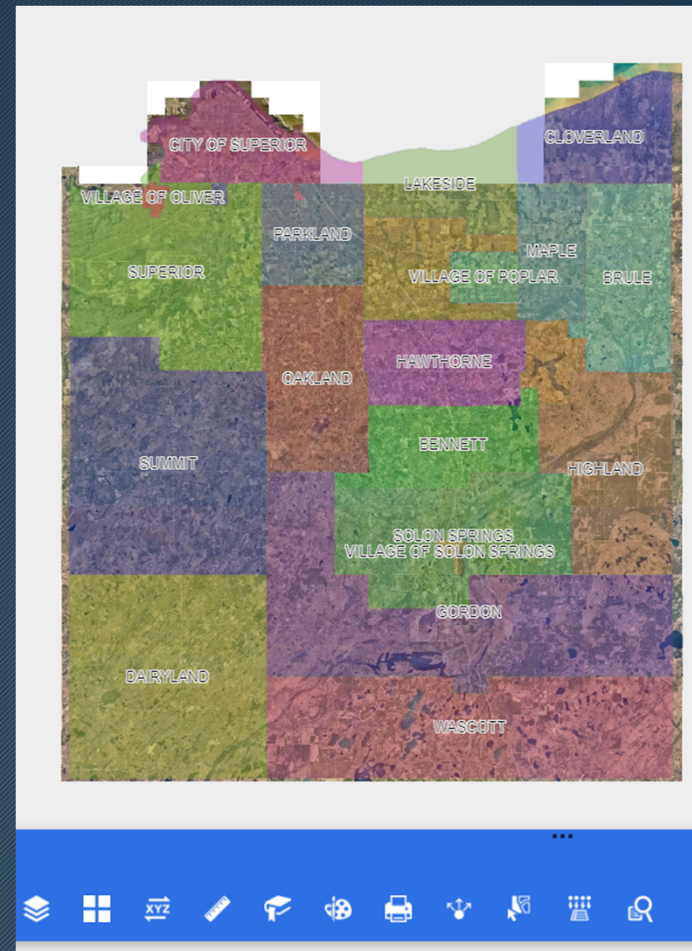 CITY OF SUPERIOR
CLOVERLAND
LAKESIDE
VILLAGE OF OLIVER
PARKLAND
MAPLE
SUPERIOR
VILLAGE OF POPLAR
BRULE
HAWTHORNE
OAKLAND
BENNETT
SUMMIT
HIGHLAND
SOLON SPRINGS
VILLAGE OF SOLON SPRINGS
GORDON
DAIRYLAND
WASCOTT
XYZ